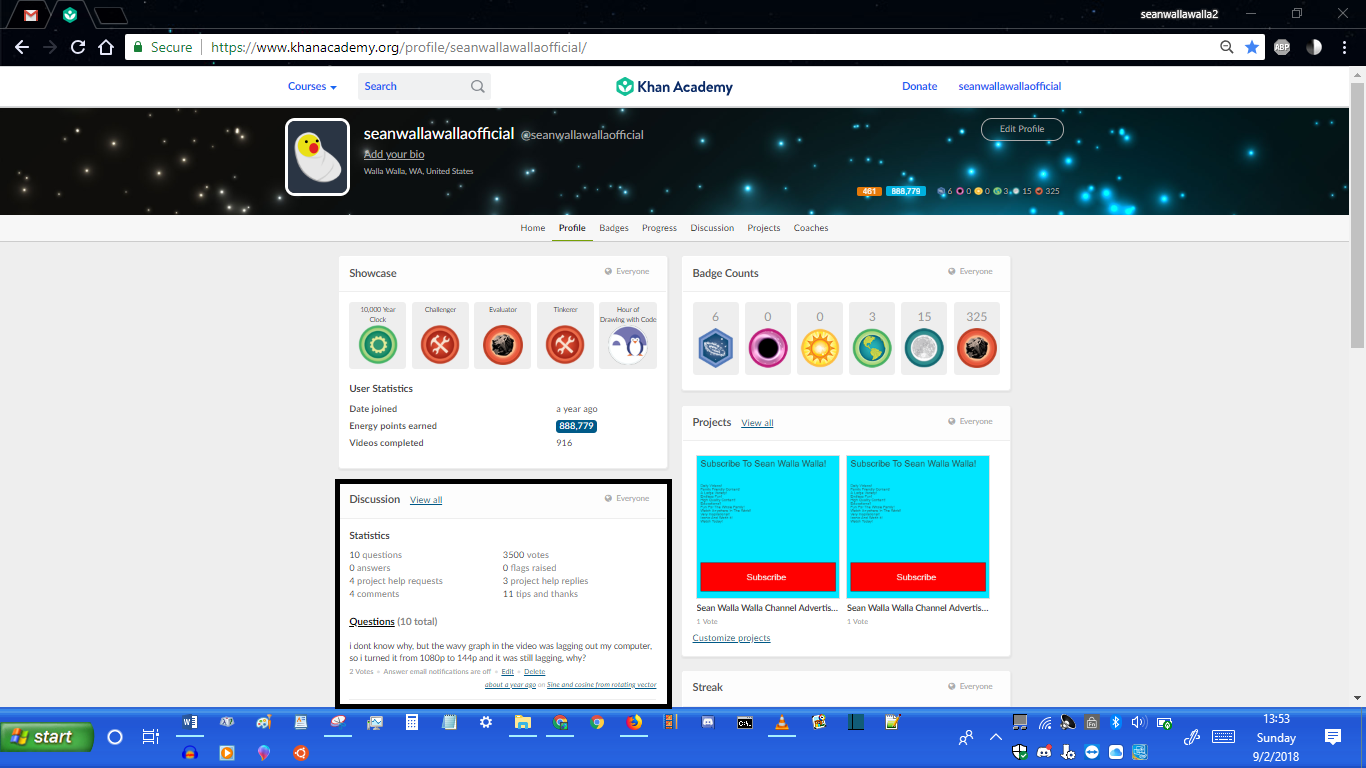 seanwallawalla2
Secure https://www.khanacademy.org/profile/seanwallawallaofficial/
ABP
Courses Search Khan Academy Donate seanwallawallaofficial
seanwallawallaofficial @seanwallawallaofficial Edit Profile
Add your bio
Walla Walla, WA, United States
461 888,779 6 0 0 3 15 325
Home Profile Badges Progress Discussion Projects Coaches
Showcase Everyone
10,000 Year Clock
Challenger
Evaluator
Tinkerer
Hour of Drawing with Code
User Statistics
Date joined a year ago
Energy points earned 888,779
Videos completed 916
Badge Counts Everyone
6 0 0 3 15 325
Projects View all Everyone
Subscribe To Sean Walla Walla! Subscribe To Sean Walla Walla!
Subscribe Subscribe
Sean Walla Walla Channel Advertis... Sean Walla Walla Channel Advertis...
1 Vote 1 Vote
Customize projects
Streak Everyone
Discussion View all Everyone
Statistics
10 questions 3500 votes
0 answers 0 flags raised
4 project help requests 3 project help replies
4 comments 11 tips and thanks
Questions (10 total)
i dont know why, but the wavy graph in the video was lagging out my computer,
so i turned it from 1080p to 144p and it was still lagging, why?
2 Votes • Answer email notifications are off • Edit • Delete
about a year ago on Sine and cosine from rotating vector
start
13:53
Sunday
9/2/2018